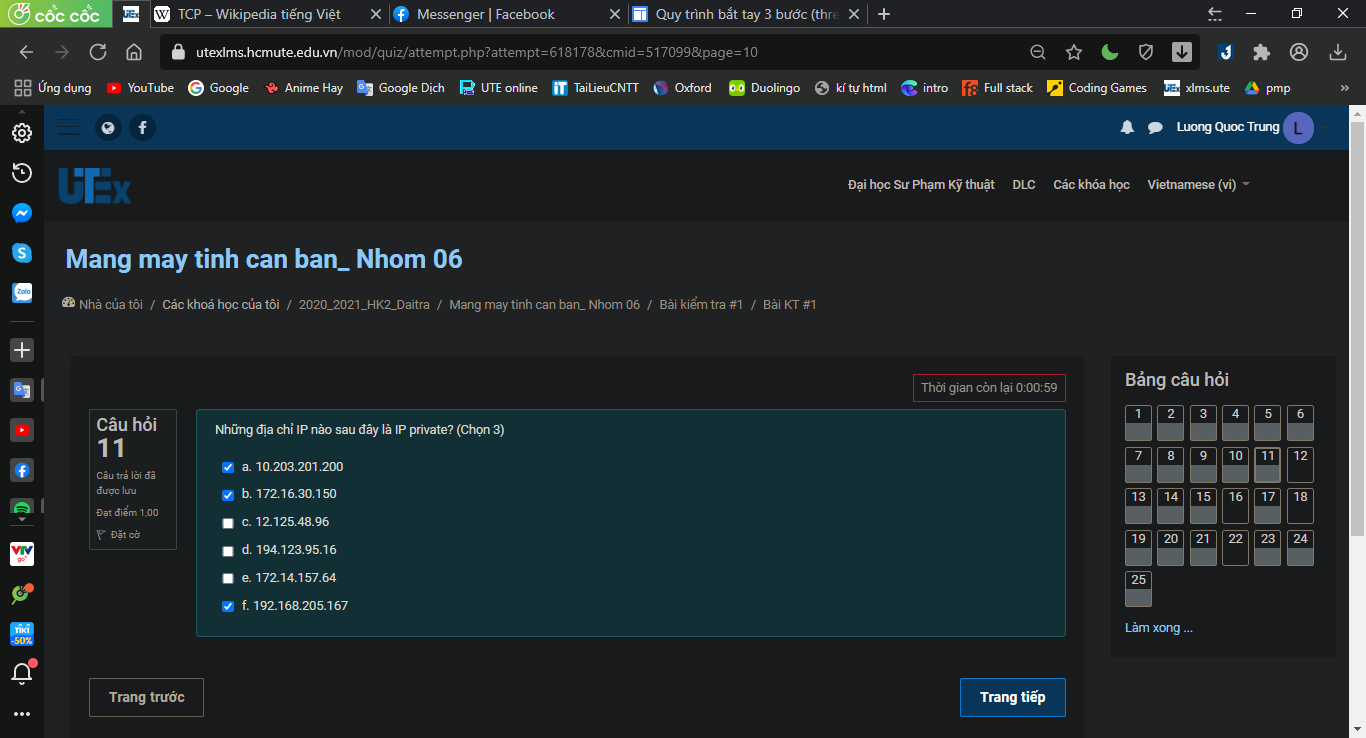 cốc cốc
UTEx
TCP – Wikipedia tiếng Việt
Messenger | Facebook
Quy trình bắt tay 3 bước (thre
utexlms.hcmute.edu.vn/mod/quiz/attempt.php?attempt=618178&cmid=517099&page=10
Ứng dụng YouTube Google Anime Hay Google Dịch UTE online TaiLieuCNTT Oxford Duolingo kí tự html intro Full stack Coding Games xlms.ute pmp »
Luong Quoc Trung L
UTEx
Đại học Sư Phạm Kỹ thuật DLC Các khóa học Vietnamese (vi)
Mang may tinh can ban_ Nhom 06
Nhà của tôi / Các khoá học của tôi / 2020_2021_HK2_Daitra / Mang may tinh can ban_ Nhom 06 / Bài kiểm tra #1 / Bài KT #1
Thời gian còn lại 0:00:59
Câu hỏi
11
Câu trả lời đã
được lưu
Đạt điểm 1,00
Đặt cờ
Những địa chỉ IP nào sau đây là IP private? (Chọn 3)
a. 10.203.201.200
b. 172.16.30.150
c. 12.125.48.96
d. 194.123.95.16
e. 172.14.157.64
f. 192.168.205.167
Trang trước
Trang tiếp
Bảng câu hỏi
1 2 3 4 5 6
7 8 9 10 11 12
13 14 15 16 17 18
19 20 21 22 23 24
25
Làm xong ...
Zalo
VTV
go
TIKI
-50%